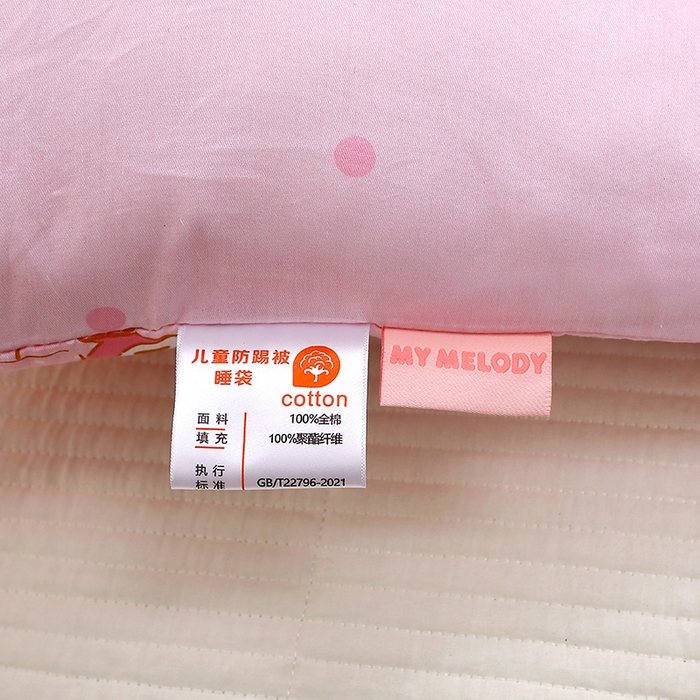 儿童防踢被
睡袋
cotton
面料 100%全棉
填充 100%聚酯纤维
执行
标准 GB/T22796-2021
MY MELODY